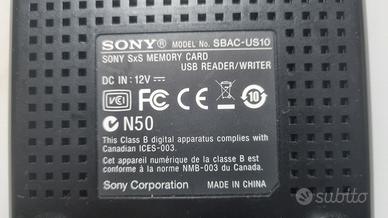 SONY® MODEL No. SBAC-US10
SONY SxS MEMORY CARD
USB READER/WRITER
DC IN: 12V ⎓
VCI FC CE 10
N50
This Class B digital apparatus complies with
Canadian ICES-003.
Cet appareil numérique de la classe B est
conforme à la norme NMB-003 du Canada.
Sony Corporation MADE IN CHINA
subito